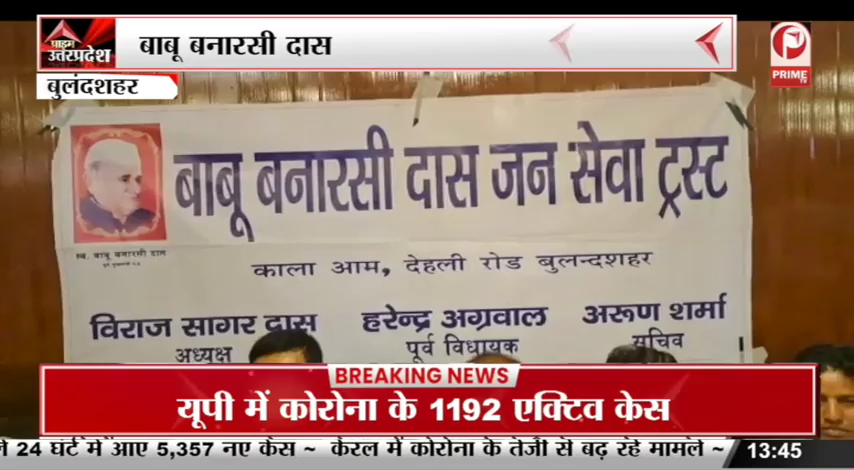 प्राइम
उत्तरप्रदेश
बाबू बनारसी दास
PRIME
TV
बुलंदशहर
बाबू बनारसी दास जन सेवा ट्रस्ट
स्व. बाबू बनारसी दास
काला आम, देहली रोड बुलन्दशहर
विराज सागर दास हरेन्द्र अग्रवाल अरूण शर्मा
अध्यक्ष पूर्व विधायक सचिव
BREAKING NEWS
यूपी में कोरोना के 1192 एक्टिव केस
24 घंटे में आए 5,357 नए केस ~ केरल में कोरोना के तेजी से बढ़ रहे मामले ~
13:45